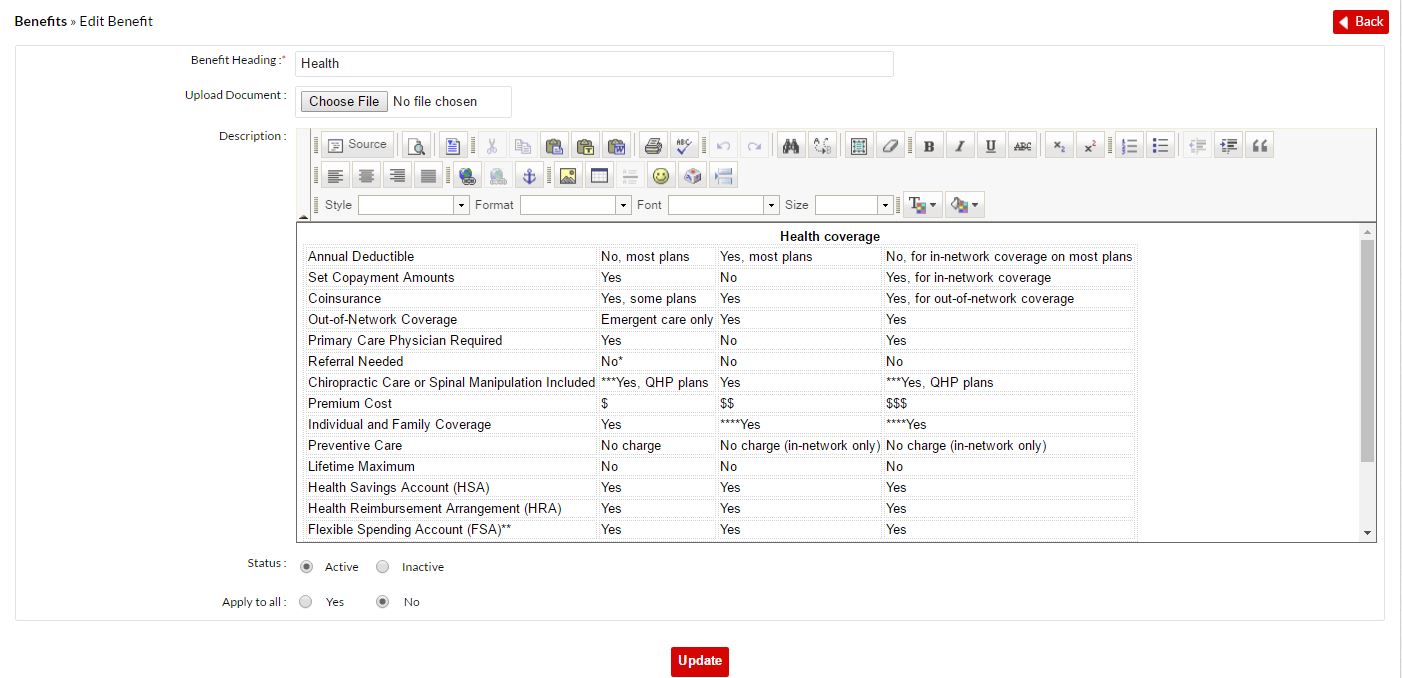 Benefits » Edit Benefit
Back
Benefit Heading :*
Health
Upload Document :
Choose File No file chosen
Description :
Source
ABC
B I U ABC x₂ x²
Style Format Font Size
T
Health coverage
Annual Deductible No, most plans Yes, most plans No, for in-network coverage on most plans
Set Copayment Amounts Yes No Yes, for in-network coverage
Coinsurance Yes, some plans Yes Yes, for out-of-network coverage
Out-of-Network Coverage Emergent care only Yes Yes
Primary Care Physician Required Yes No Yes
Referral Needed No* No No
Chiropractic Care or Spinal Manipulation Included ***Yes, QHP plans Yes ***Yes, QHP plans
Premium Cost $ $$ $$$
Individual and Family Coverage Yes ****Yes ****Yes
Preventive Care No charge No charge (in-network only) No charge (in-network only)
Lifetime Maximum No No No
Health Savings Account (HSA) Yes Yes Yes
Health Reimbursement Arrangement (HRA) Yes Yes Yes
Flexible Spending Account (FSA)** Yes Yes Yes
Status : Active Inactive
Apply to all : Yes No
Update